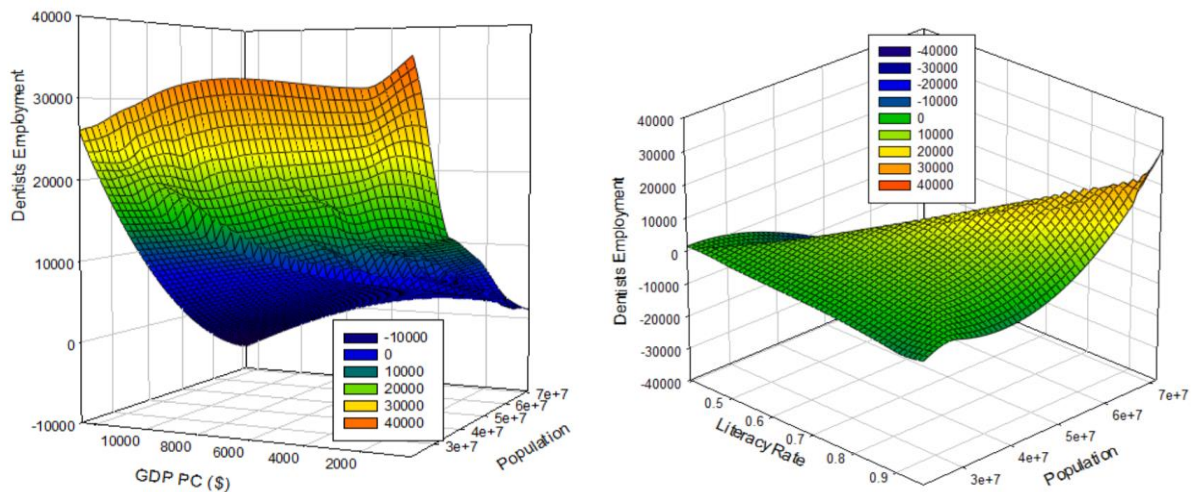 40000
30000
20000
10000
0
-10000
Dentists Employment
10000
8000
6000
4000
2000
GDP PC ($)
3e+7
4e+7
5e+7
6e+7
7e+7
Population
-10000
0
10000
20000
30000
40000
40000
30000
20000
10000
0
-10000
-20000
-30000
-40000
Dentists Employment
0.5
0.6
0.7
0.8
0.9
Literacy Rate
3e+7
4e+7
5e+7
6e+7
7e+7
Population
-40000
-30000
-20000
-10000
0
10000
20000
30000
40000